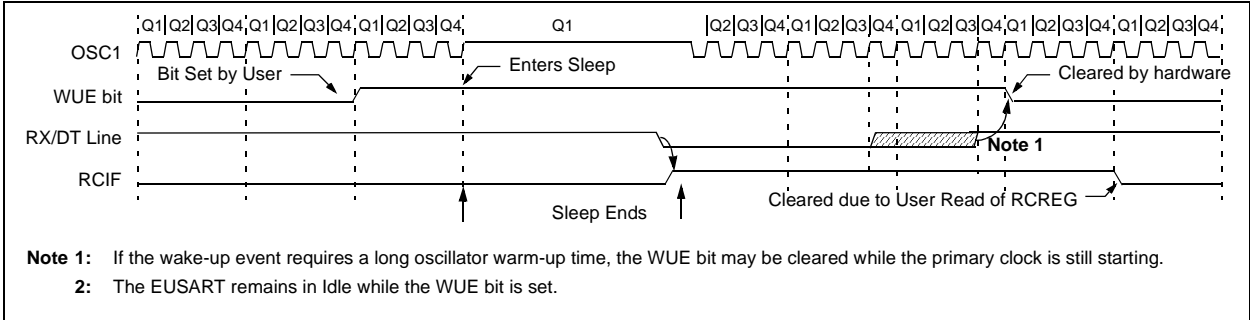 Q1 Q2 Q3 Q4 Q1 Q2 Q3 Q4 Q1 Q2 Q3 Q4 Q1 Q2 Q3 Q4 Q1 Q2 Q3 Q4 Q1 Q2 Q3 Q4 Q1 Q2 Q3 Q4 Q1 Q2 Q3 Q4
OSC1
Bit Set by User
Enters Sleep
Cleared by hardware
WUE bit
RX/DT Line
Note 1
RCIF
Sleep Ends
Cleared due to User Read of RCREG
Note 1: If the wake-up event requires a long oscillator warm-up time, the WUE bit may be cleared while the primary clock is still starting.
2: The EUSART remains in Idle while the WUE bit is set.